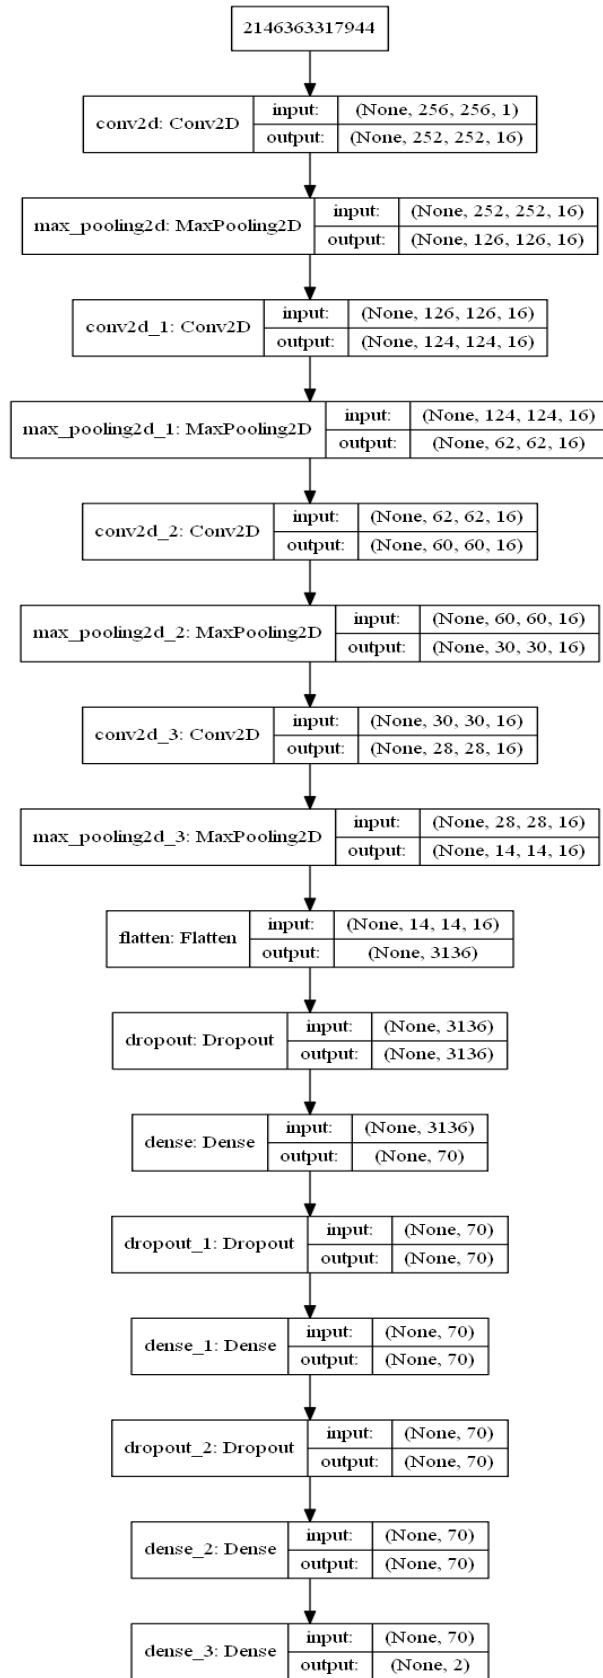 2146363317944
conv2d: Conv2D
input: (None, 256, 256, 1)
output: (None, 252, 252, 16)
max_pooling2d: MaxPooling2D
input: (None, 252, 252, 16)
output: (None, 126, 126, 16)
conv2d_1: Conv2D
input: (None, 126, 126, 16)
output: (None, 124, 124, 16)
max_pooling2d_1: MaxPooling2D
input: (None, 124, 124, 16)
output: (None, 62, 62, 16)
conv2d_2: Conv2D
input: (None, 62, 62, 16)
output: (None, 60, 60, 16)
max_pooling2d_2: MaxPooling2D
input: (None, 60, 60, 16)
output: (None, 30, 30, 16)
conv2d_3: Conv2D
input: (None, 30, 30, 16)
output: (None, 28, 28, 16)
max_pooling2d_3: MaxPooling2D
input: (None, 28, 28, 16)
output: (None, 14, 14, 16)
flatten: Flatten
input: (None, 14, 14, 16)
output: (None, 3136)
dropout: Dropout
input: (None, 3136)
output: (None, 3136)
dense: Dense
input: (None, 3136)
output: (None, 70)
dropout_1: Dropout
input: (None, 70)
output: (None, 70)
dense_1: Dense
input: (None, 70)
output: (None, 70)
dropout_2: Dropout
input: (None, 70)
output: (None, 70)
dense_2: Dense
input: (None, 70)
output: (None, 70)
dense_3: Dense
input: (None, 70)
output: (None, 2)